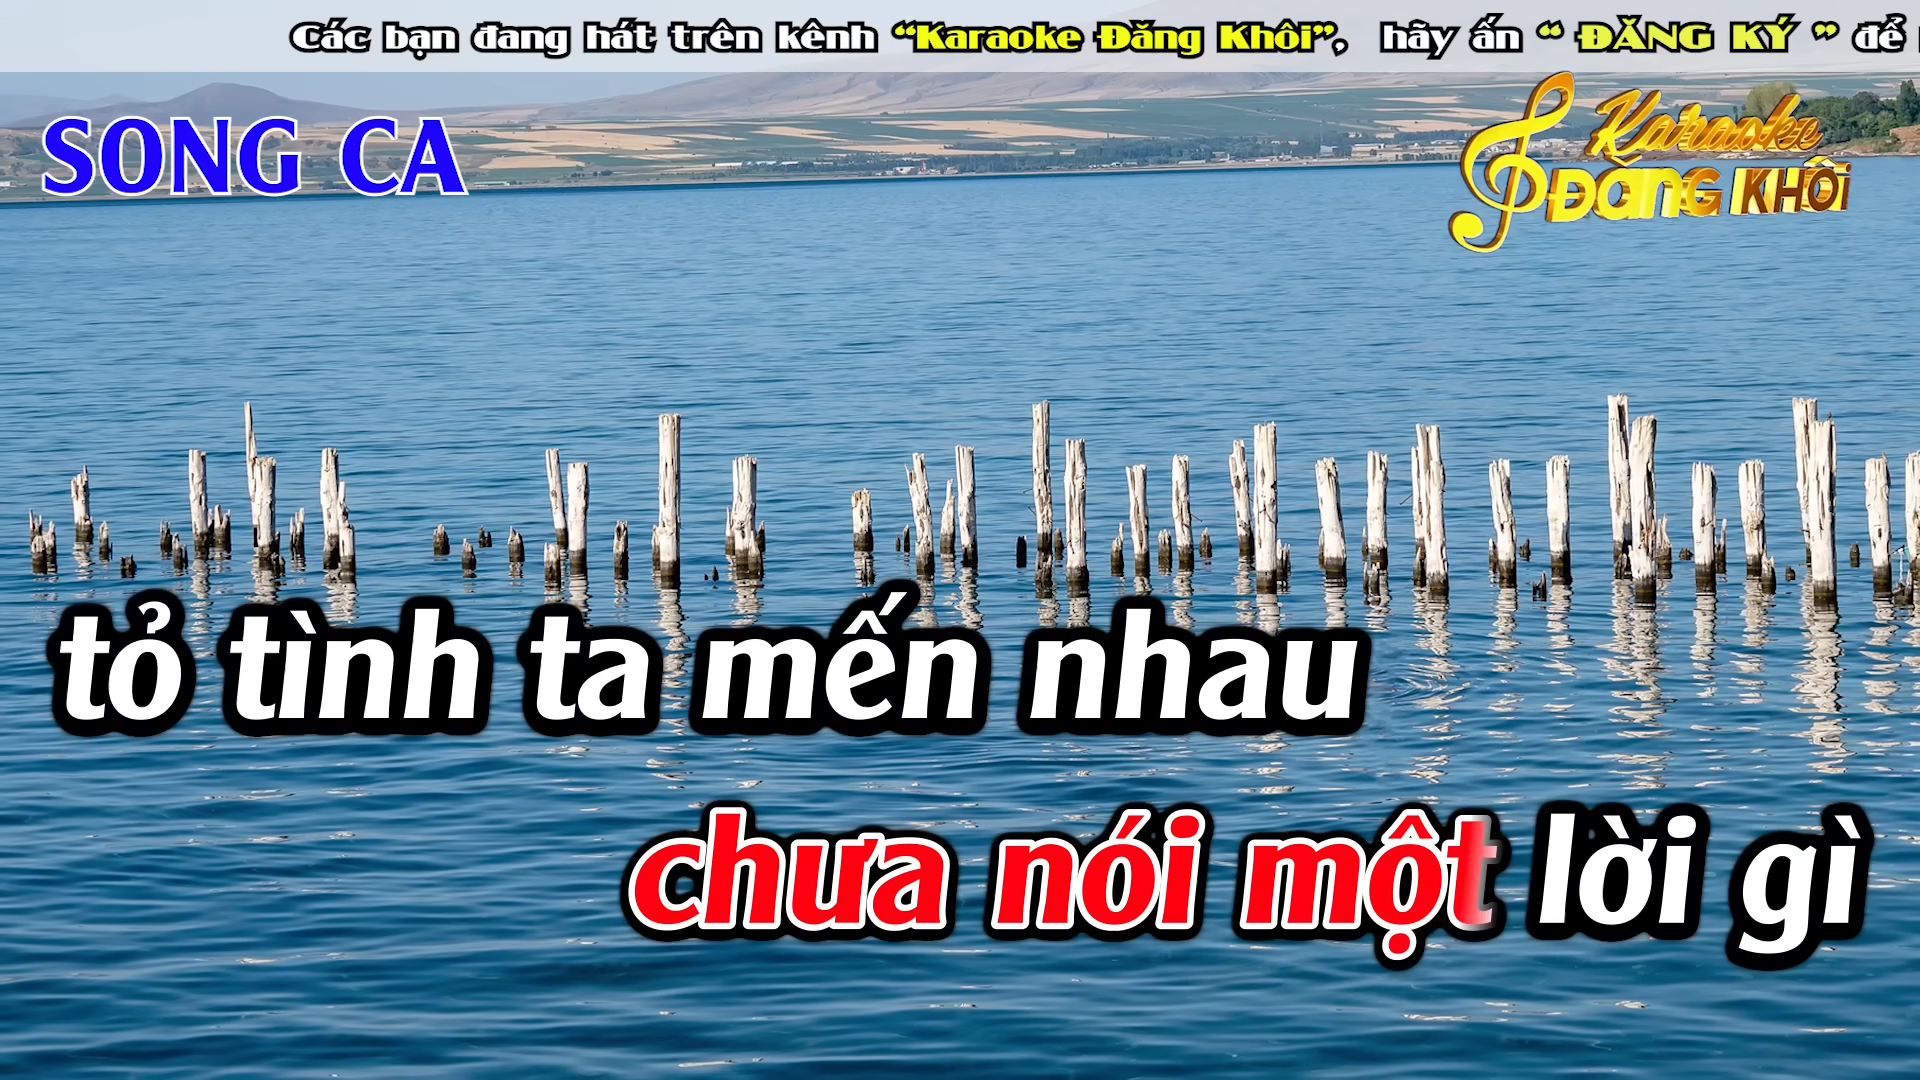 Các bạn đang hát trên kênh “Karaoke Đăng Khôi”, hãy ấn “ ĐĂNG KÝ ” để
SONG CA
Karaoke
ĐĂNG KHÔI
tỏ tình ta mến nhau
chưa nói một lời gì